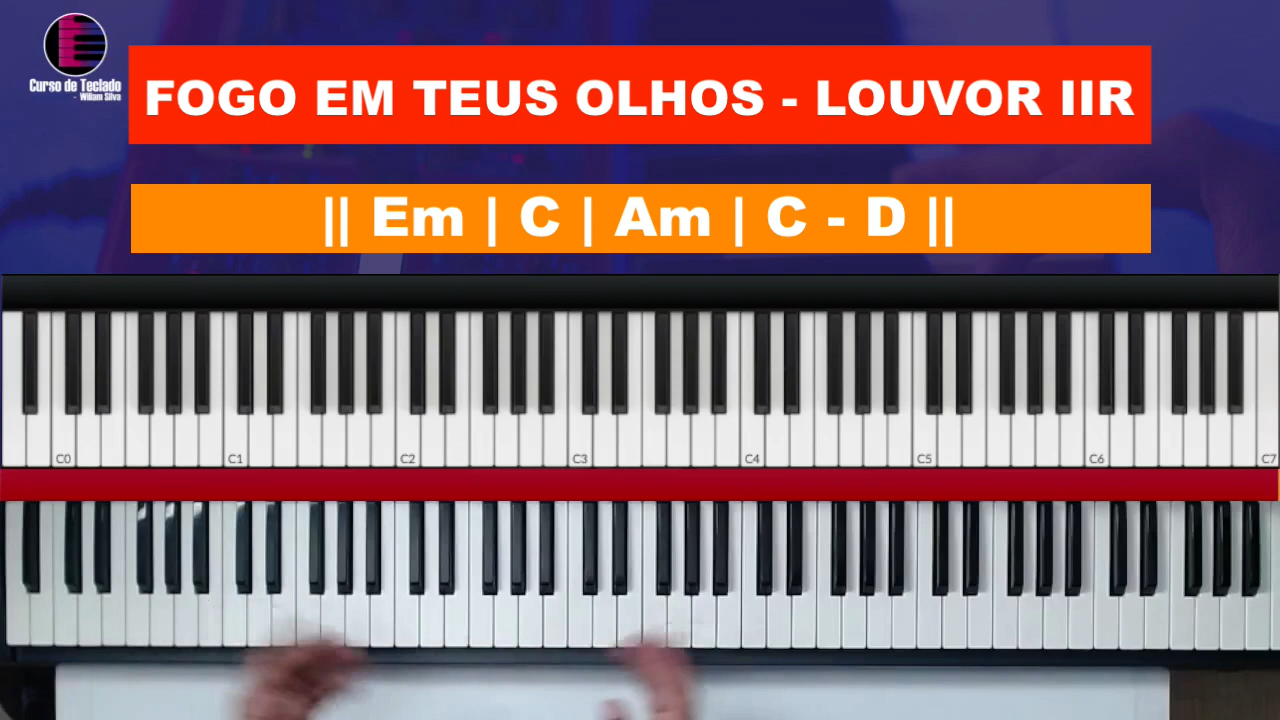 Curso de Teclado
- Wiliam Silva
FOGO EM TEUS OLHOS - LOUVOR IIR
|| Em | C | Am | C - D ||
C0 C1 C2 C3 C4 C5 C6 C7